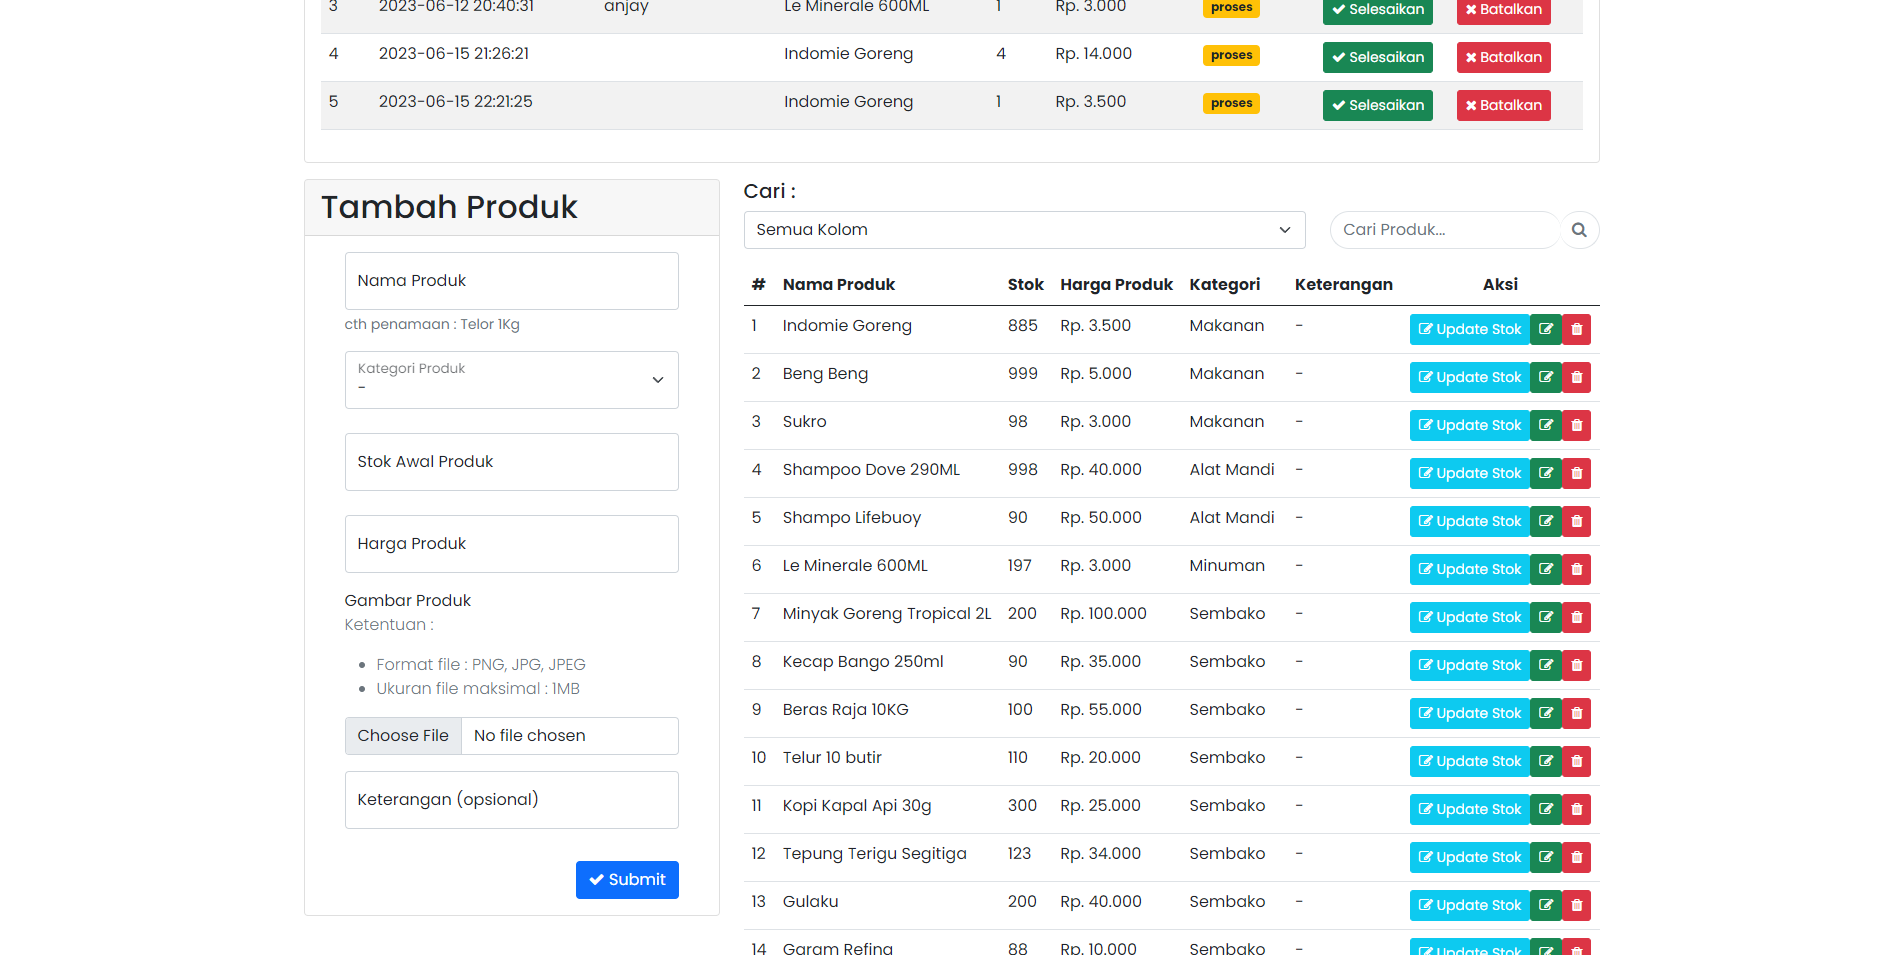 3 2023-06-12 20:40:31 anjay Le Minerale 600ML 1 Rp. 3.000 proses Selesaikan Batalkan
4 2023-06-15 21:26:21 Indomie Goreng 4 Rp. 14.000 proses Selesaikan Batalkan
5 2023-06-15 22:21:25 Indomie Goreng 1 Rp. 3.500 proses Selesaikan Batalkan
Tambah Produk
Nama Produk
cth penamaan : Telor 1Kg
Kategori Produk
-
Stok Awal Produk
Harga Produk
Gambar Produk
Ketentuan :
Format file : PNG, JPG, JPEG
Ukuran file maksimal : 1MB
Choose File No file chosen
Keterangan (opsional)
Submit
Cari :
Semua Kolom Cari Produk...
# Nama Produk Stok Harga Produk Kategori Keterangan Aksi
1 Indomie Goreng 885 Rp. 3.500 Makanan - Update Stok
2 Beng Beng 999 Rp. 5.000 Makanan - Update Stok
3 Sukro 98 Rp. 3.000 Makanan - Update Stok
4 Shampoo Dove 290ML 998 Rp. 40.000 Alat Mandi - Update Stok
5 Shampo Lifebuoy 90 Rp. 50.000 Alat Mandi - Update Stok
6 Le Minerale 600ML 197 Rp. 3.000 Minuman - Update Stok
7 Minyak Goreng Tropical 2L 200 Rp. 100.000 Sembako - Update Stok
8 Kecap Bango 250ml 90 Rp. 35.000 Sembako - Update Stok
9 Beras Raja 10KG 100 Rp. 55.000 Sembako - Update Stok
10 Telur 10 butir 110 Rp. 20.000 Sembako - Update Stok
11 Kopi Kapal Api 30g 300 Rp. 25.000 Sembako - Update Stok
12 Tepung Terigu Segitiga 123 Rp. 34.000 Sembako - Update Stok
13 Gulaku 200 Rp. 40.000 Sembako - Update Stok
14 Garam Refina 88 Rp. 10.000 Sembako - Update Stok